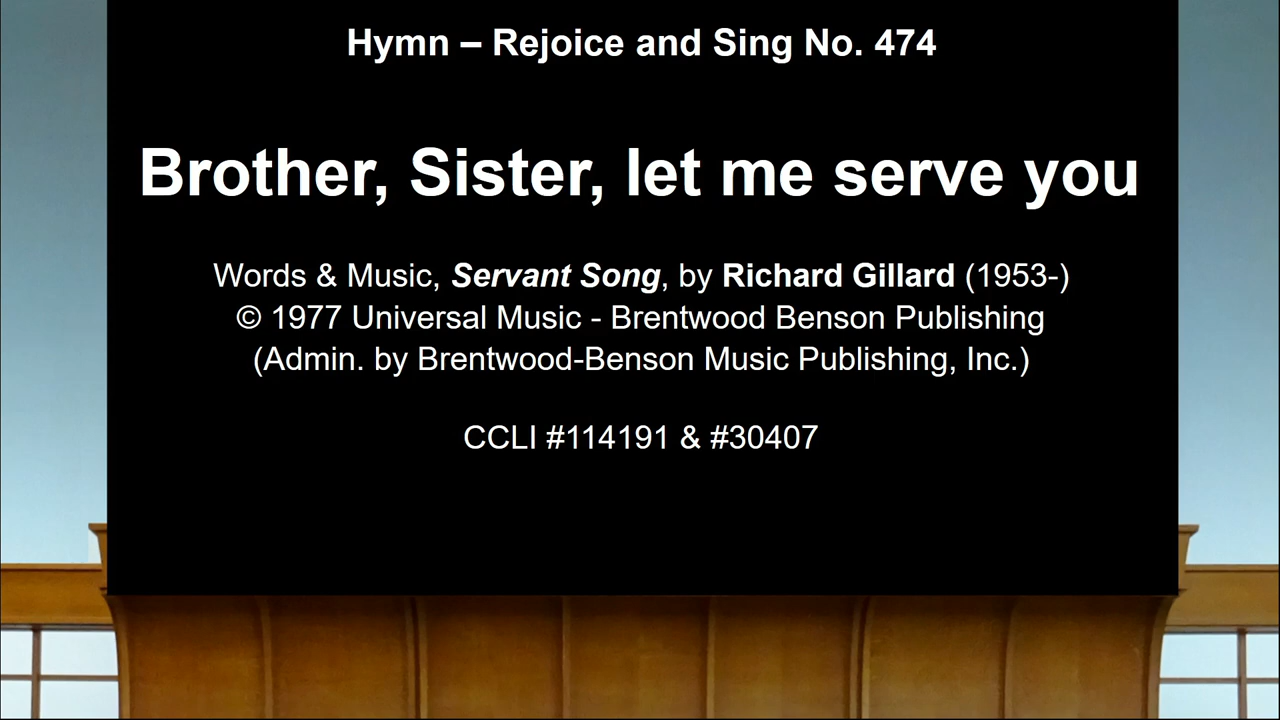 Hymn – Rejoice and Sing No. 474
Brother, Sister, let me serve you
Words & Music, Servant Song, by Richard Gillard (1953-)
© 1977 Universal Music - Brentwood Benson Publishing
(Admin. by Brentwood-Benson Music Publishing, Inc.)
CCLI #114191 & #30407